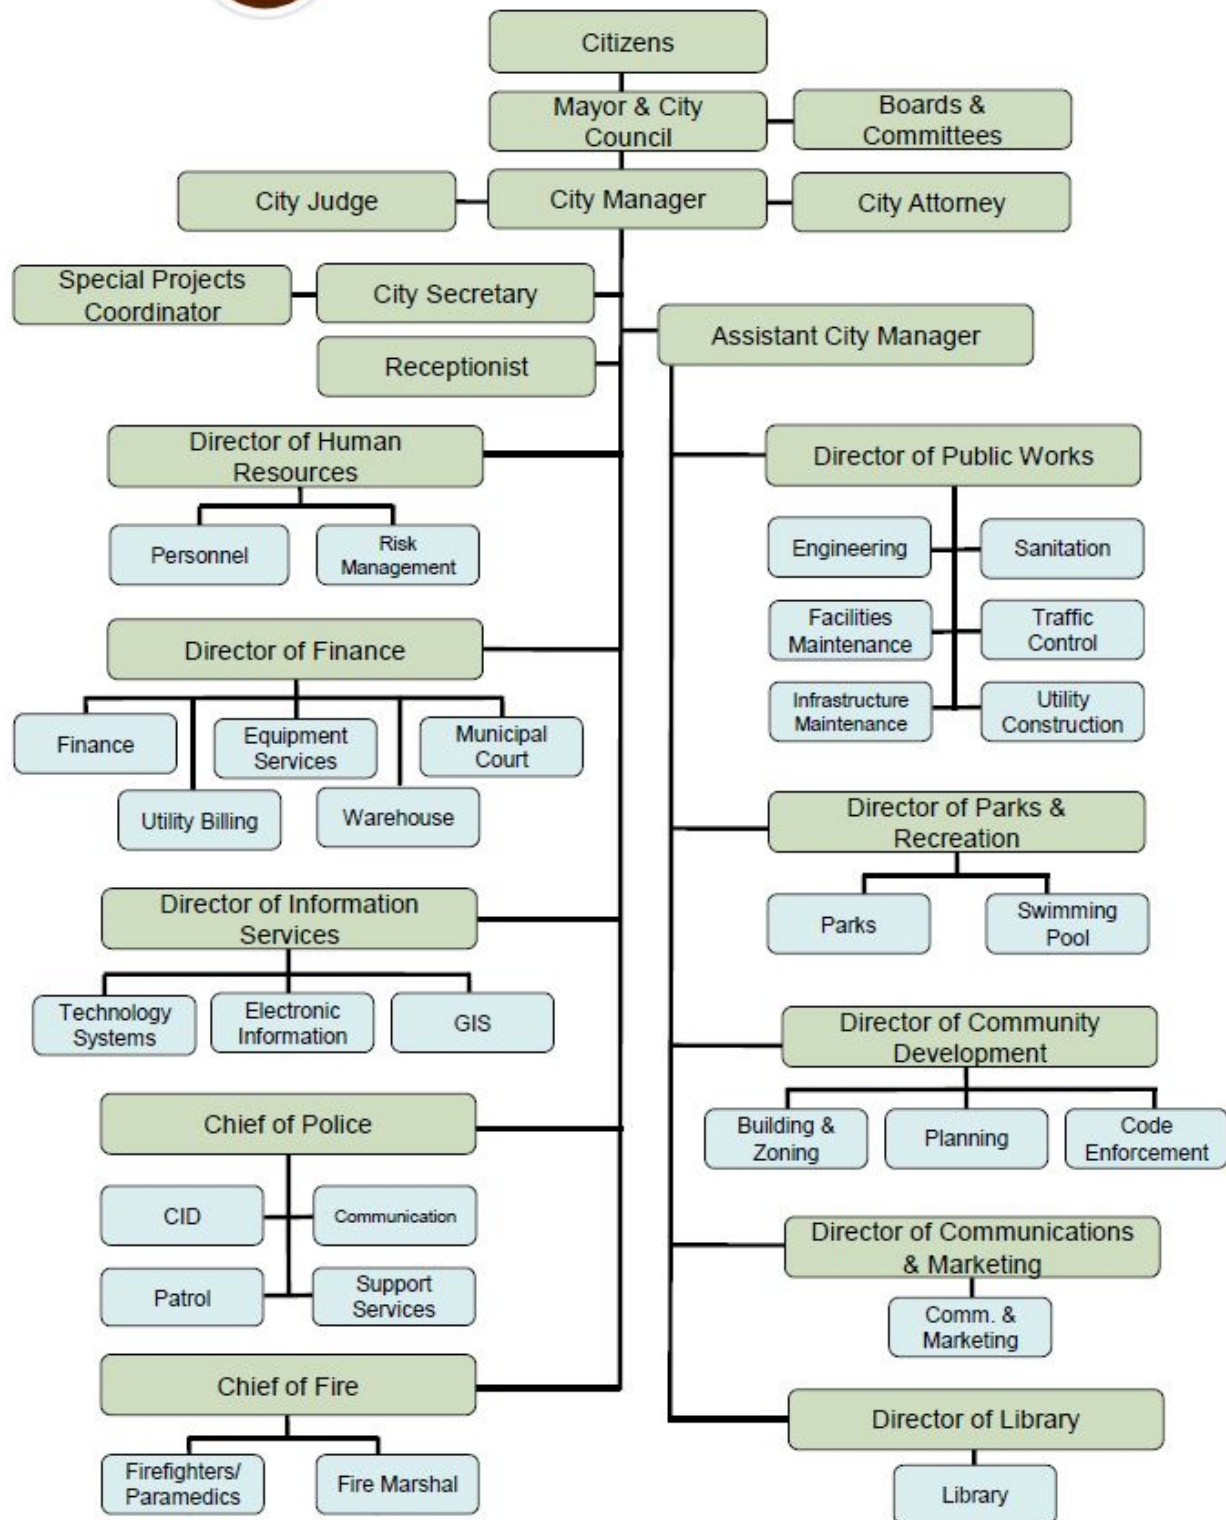 Citizens
Mayor & City
Council
Boards &
Committees
City Judge
City Manager
City Attorney
Special Projects
Coordinator
City Secretary
Assistant City Manager
Receptionist
Director of Human
Resources
Personnel
Risk
Management
Director of Finance
Finance
Equipment
Services
Municipal
Court
Utility Billing
Warehouse
Director of Information
Services
Technology
Systems
Electronic
Information
GIS
Chief of Police
CID
Communication
Patrol
Support
Services
Chief of Fire
Firefighters/
Paramedics
Fire Marshal
Director of Public Works
Engineering
Sanitation
Facilities
Maintenance
Traffic
Control
Infrastructure
Maintenance
Utility
Construction
Director of Parks &
Recreation
Parks
Swimming
Pool
Director of Community
Development
Building &
Zoning
Planning
Code
Enforcement
Director of Communications
& Marketing
Comm. &
Marketing
Director of Library
Library